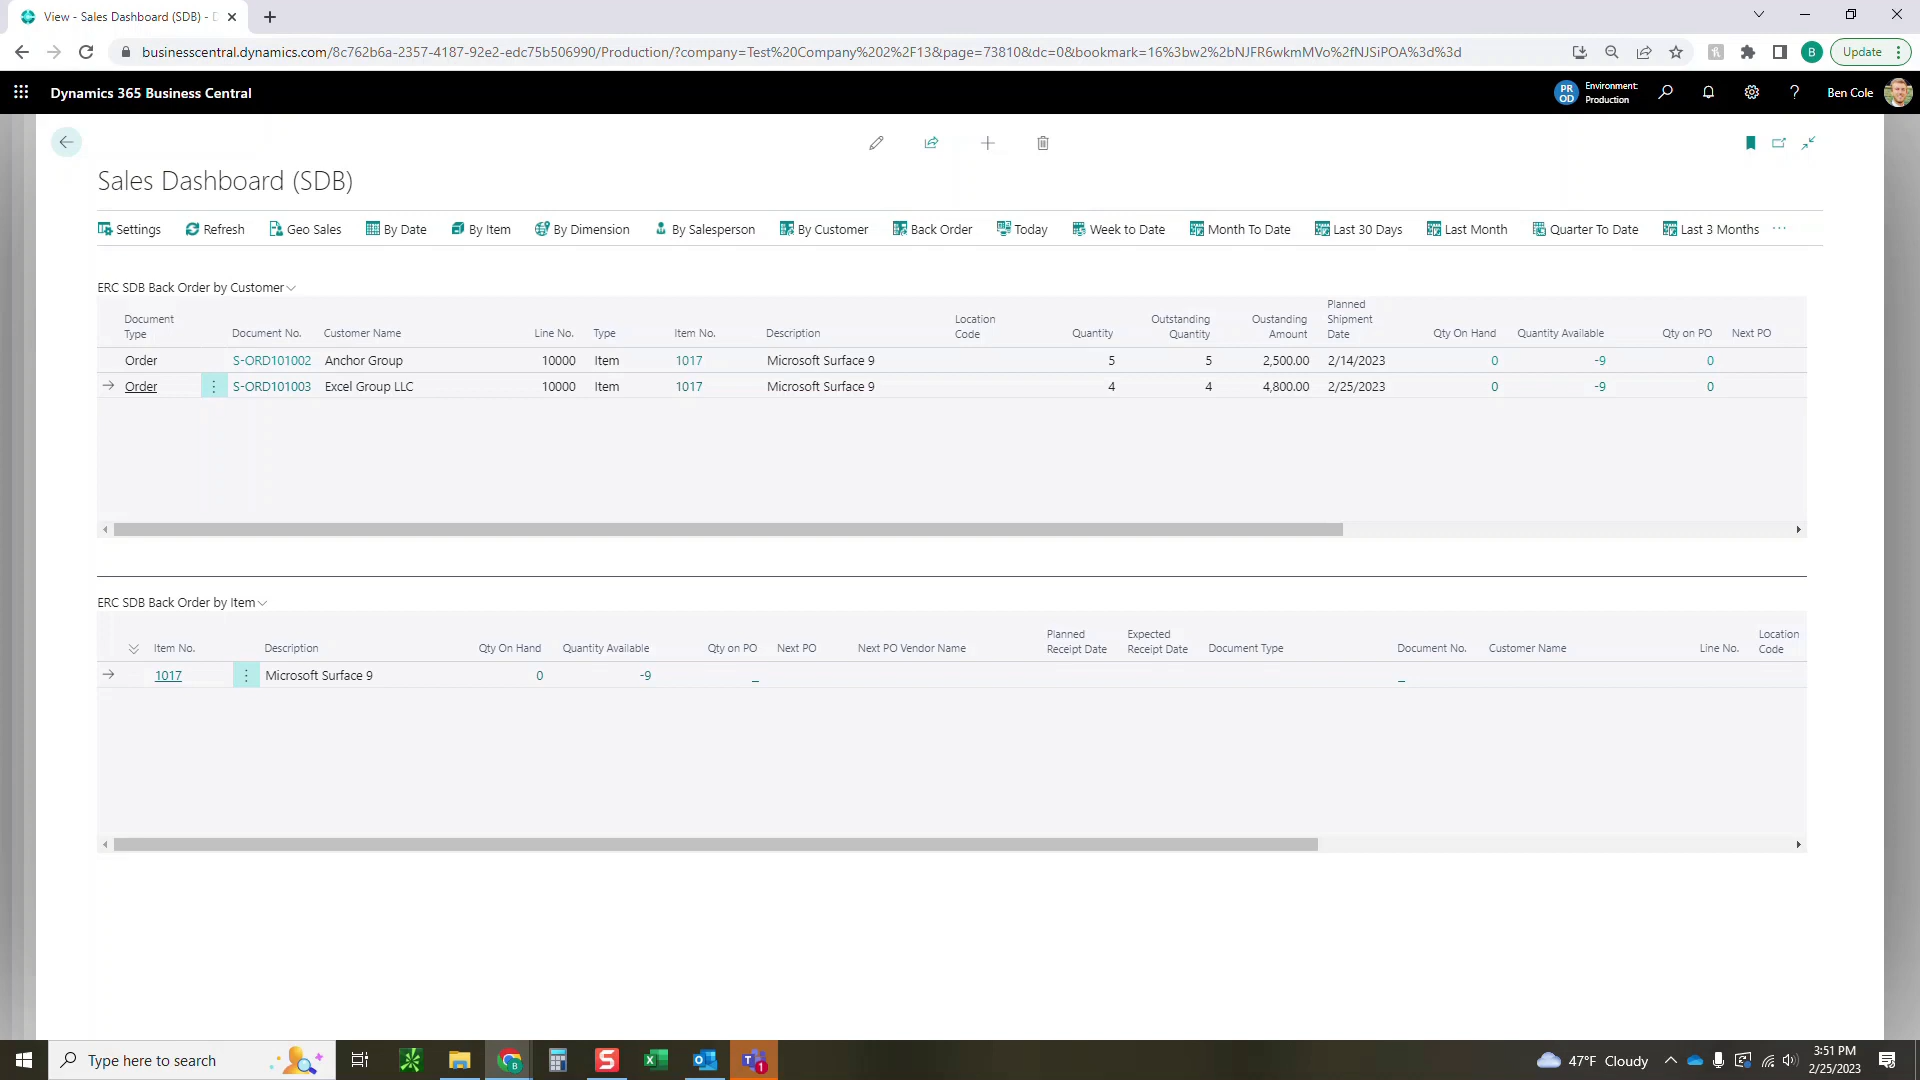 View - Sales Dashboard (SDB) - D
businesscentral.dynamics.com/8c762b6a-2357-4187-92e2-edc75b506990/Production/?company=Test%20Company%202%2F13&page=73810&dc=0&bookmark=16%3bw2%2bNJFR6wkmMVo%2fNJSiPOA%3d%3d
B
Update
Dynamics 365 Business Central
PR
OD
Environment:
Production
?
Ben Cole
Sales Dashboard (SDB)
Settings Refresh Geo Sales By Date By Item By Dimension By Salesperson By Customer Back Order Today Week to Date Month To Date Last 30 Days Last Month Quarter To Date Last 3 Months ...
ERC SDB Back Order by Customer
Document Type Document No. Customer Name Line No. Type Item No. Description Location Code Quantity Outstanding Quantity Oustanding Amount Planned Shipment Date Qty On Hand Quantity Available Qty on PO Next PO
Order S-ORD101002 Anchor Group 10000 Item 1017 Microsoft Surface 9 5 5 2,500.00 2/14/2023 0 -9 0
Order S-ORD101003 Excel Group LLC 10000 Item 1017 Microsoft Surface 9 4 4 4,800.00 2/25/2023 0 -9 0
ERC SDB Back Order by Item
Item No. Description Qty On Hand Quantity Available Qty on PO Next PO Next PO Vendor Name Planned Receipt Date Expected Receipt Date Document Type Document No. Customer Name Line No. Location Code
1017 Microsoft Surface 9 0 -9 _ _
Type here to search
47°F Cloudy
3:51 PM
2/25/2023